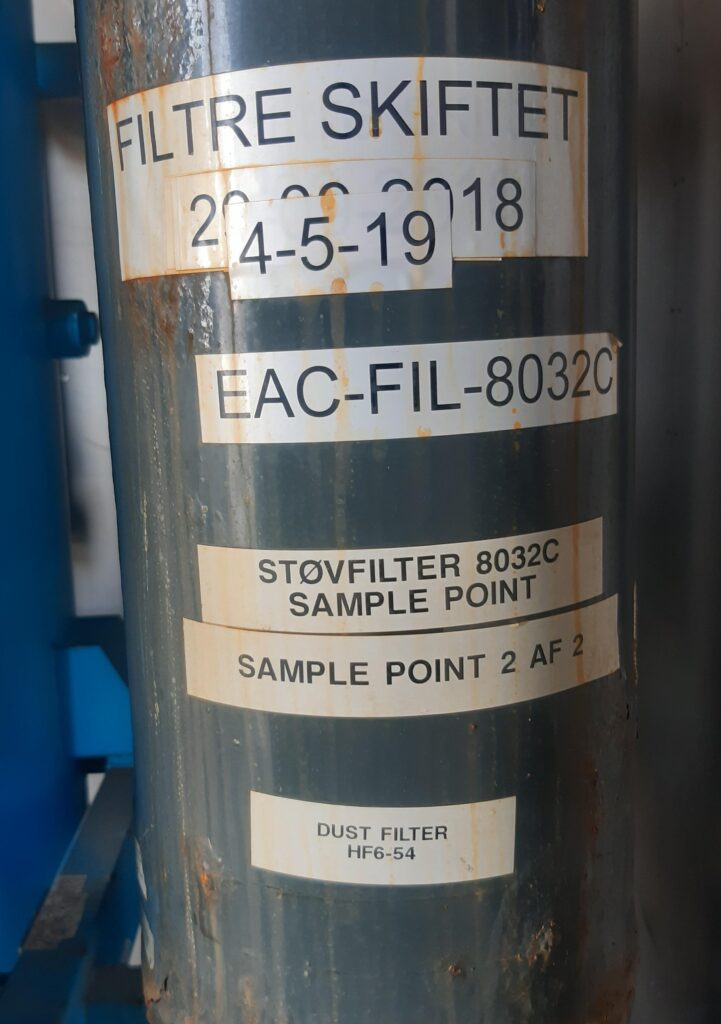 FILTRE SKIFTET
2018
4-5-19
EAC-FIL-8032C
STØVFILTER 8032C
SAMPLE POINT
SAMPLE POINT 2 AF 2
DUST FILTER
HF6-54